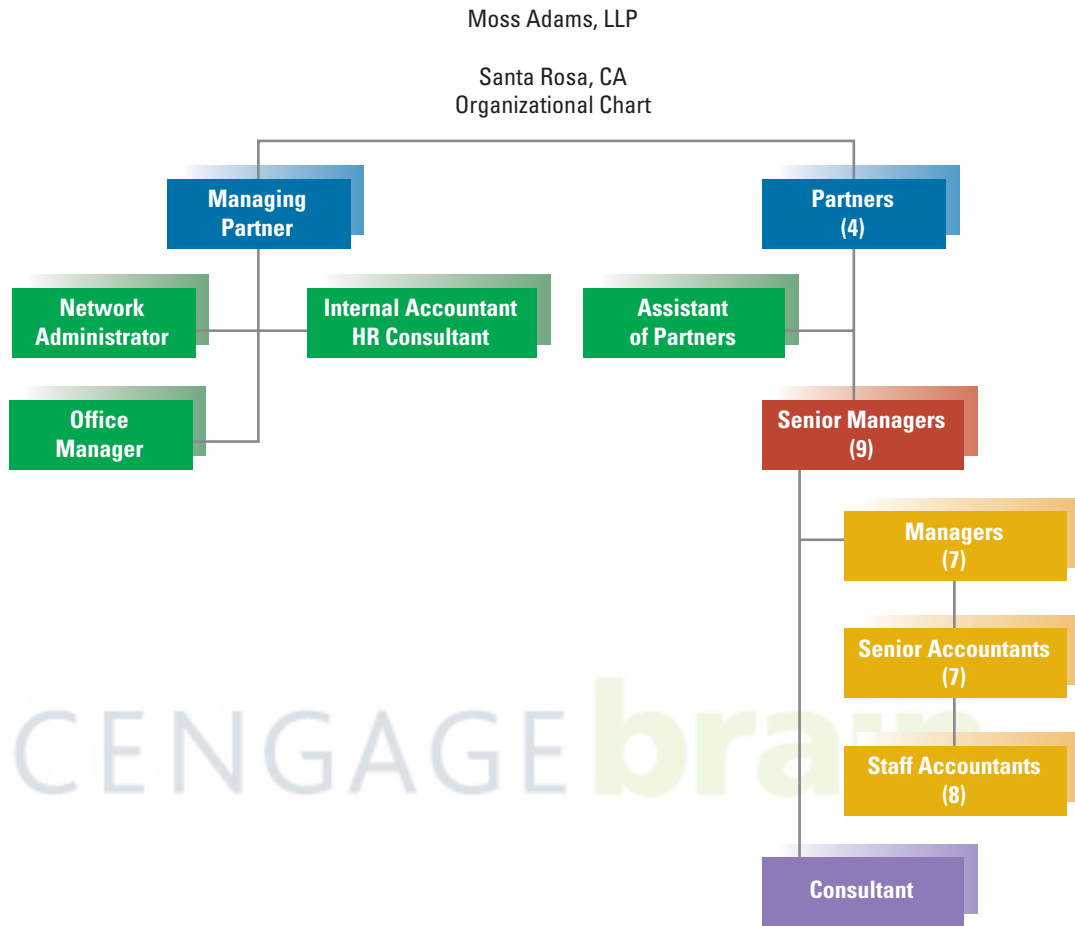 Moss Adams, LLP
Santa Rosa, CA
Organizational Chart
Managing
Partner
Partners
(4)
Network
Administrator
Internal Accountant
HR Consultant
Assistant
of Partners
Office
Manager
Senior Managers
(9)
Managers
(7)
Senior Accountants
(7)
Staff Accountants
(8)
Consultant
CENGAGE brain